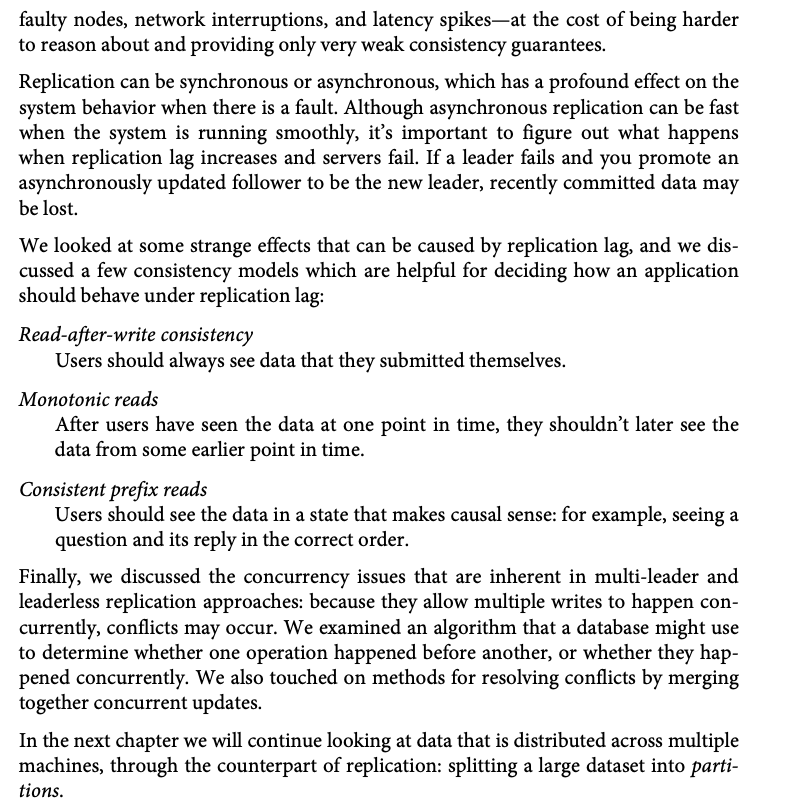 faulty nodes, network interruptions, and latency spikes—at the cost of being harder
to reason about and providing only very weak consistency guarantees.
Replication can be synchronous or asynchronous, which has a profound effect on the
system behavior when there is a fault. Although asynchronous replication can be fast
when the system is running smoothly, it’s important to figure out what happens
when replication lag increases and servers fail. If a leader fails and you promote an
asynchronously updated follower to be the new leader, recently committed data may
be lost.
We looked at some strange effects that can be caused by replication lag, and we dis-
cussed a few consistency models which are helpful for deciding how an application
should behave under replication lag:
Read-after-write consistency
Users should always see data that they submitted themselves.
Monotonic reads
After users have seen the data at one point in time, they shouldn’t later see the
data from some earlier point in time.
Consistent prefix reads
Users should see the data in a state that makes causal sense: for example, seeing a
question and its reply in the correct order.
Finally, we discussed the concurrency issues that are inherent in multi-leader and
leaderless replication approaches: because they allow multiple writes to happen con-
currently, conflicts may occur. We examined an algorithm that a database might use
to determine whether one operation happened before another, or whether they hap-
pened concurrently. We also touched on methods for resolving conflicts by merging
together concurrent updates.
In the next chapter we will continue looking at data that is distributed across multiple
machines, through the counterpart of replication: splitting a large dataset into parti-
tions.